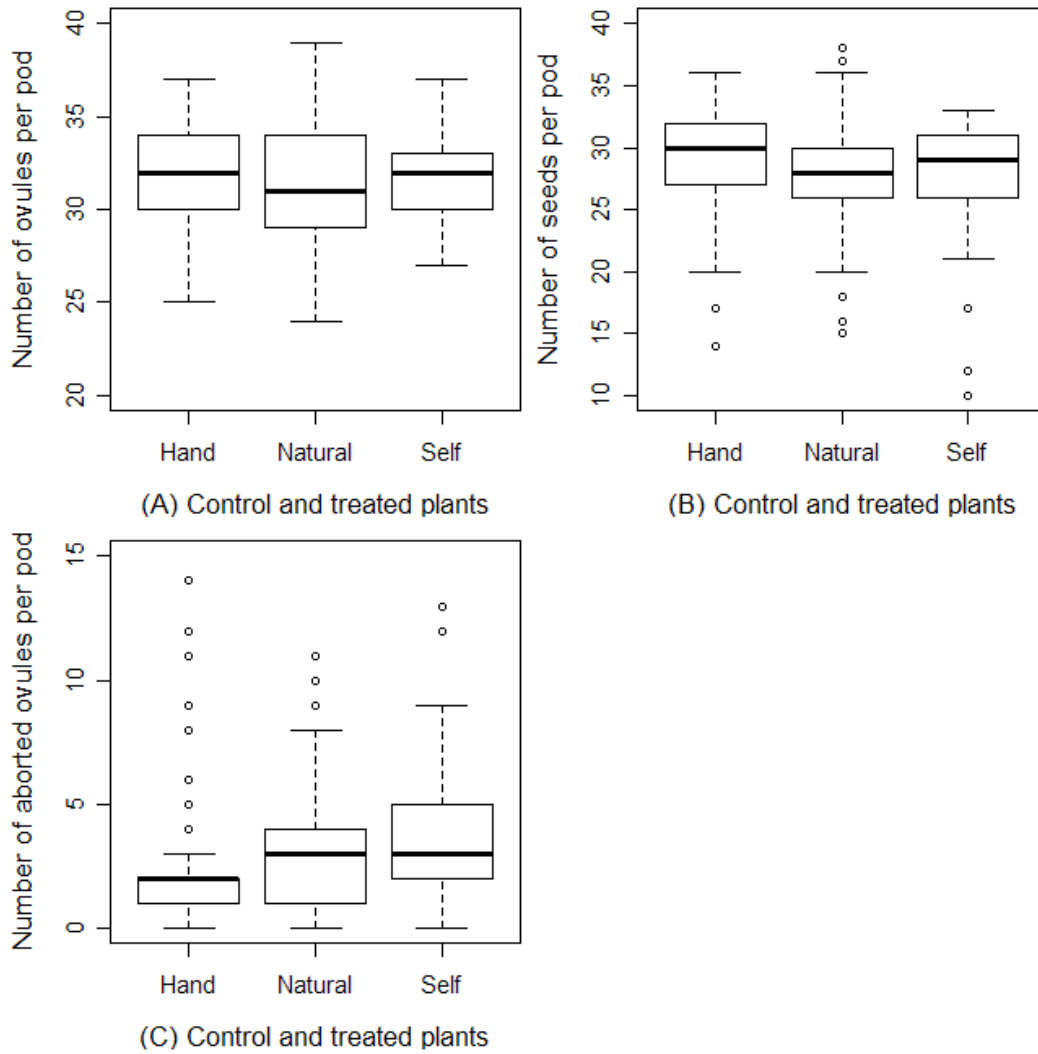 Number of ovules per pod
40
35
30
25
20
Hand Natural Self
(A) Control and treated plants
Number of seeds per pod
40
35
30
25
20
15
10
Hand Natural Self
(B) Control and treated plants
Number of aborted ovules per pod
15
10
5
0
Hand Natural Self
(C) Control and treated plants